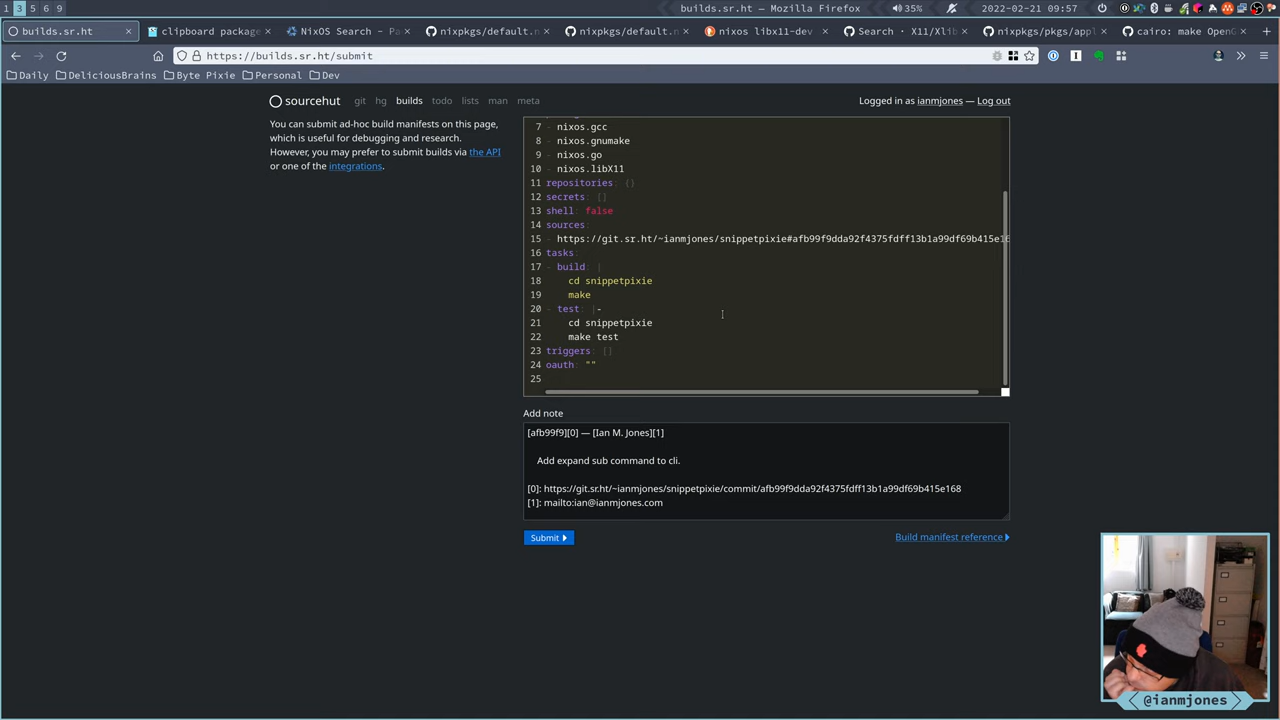 1 3 5 6 9
builds.sr.ht — Mozilla Firefox
35%
2022-02-21 09:57
builds.sr.ht
clipboard package
NixOS Search - Pa
nixpkgs/default.n
nixpkgs/default.n
nixos libx11-dev
Search · X11/Xlib
nixpkgs/pkgs/appl
cairo: make OpenG
https://builds.sr.ht/submit
Daily
DeliciousBrains
Byte Pixie
Personal
Dev
sourcehut git hg builds todo lists man meta
Logged in as ianmjones — Log out
You can submit ad-hoc build manifests on this page,
which is useful for debugging and research.
However, you may prefer to submit builds via the API
or one of the integrations.
7 - nixos.gcc
8 - nixos.gnumake
9 - nixos.go
10 - nixos.libX11
11 repositories: {}
12 secrets: []
13 shell: false
14 sources:
15 - https://git.sr.ht/~ianmjones/snippetpixie#afb99f9dda92f4375fdff13b1a99df69b415e16
16 tasks:
17 - build: |
18 cd snippetpixie
19 make
20 - test: |-
21 cd snippetpixie
22 make test
23 triggers: []
24 oauth: ""
25
Add note
[afb99f9][0] — [Ian M. Jones][1]
Add expand sub command to cli.
[0]: https://git.sr.ht/~ianmjones/snippetpixie/commit/afb99f9dda92f4375fdff13b1a99df69b415e168
[1]: mailto:ian@ianmjones.com
Submit
Build manifest reference
@ianmjones